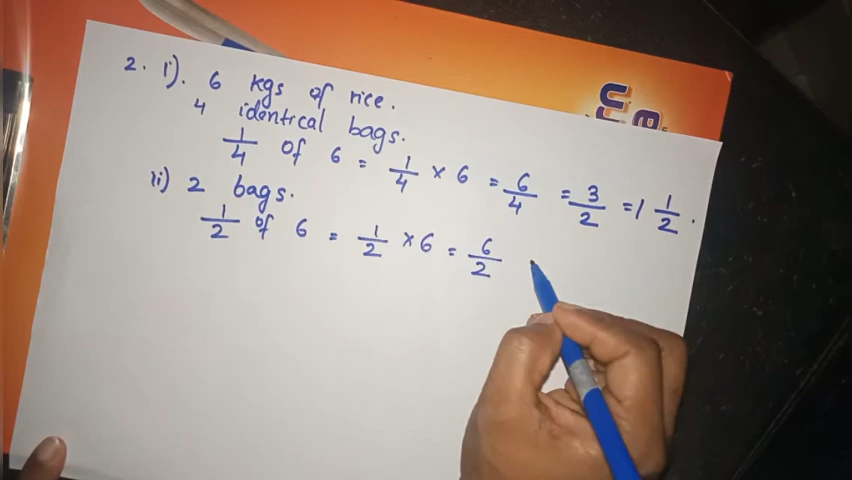 2. i). 6 kgs of rice.
4 identical bags.
1/4 of 6 = 1/4 × 6 = 6/4 = 3/2 = 1 1/2.
ii) 2 bags.
1/2 of 6 = 1/2 × 6 = 6/2